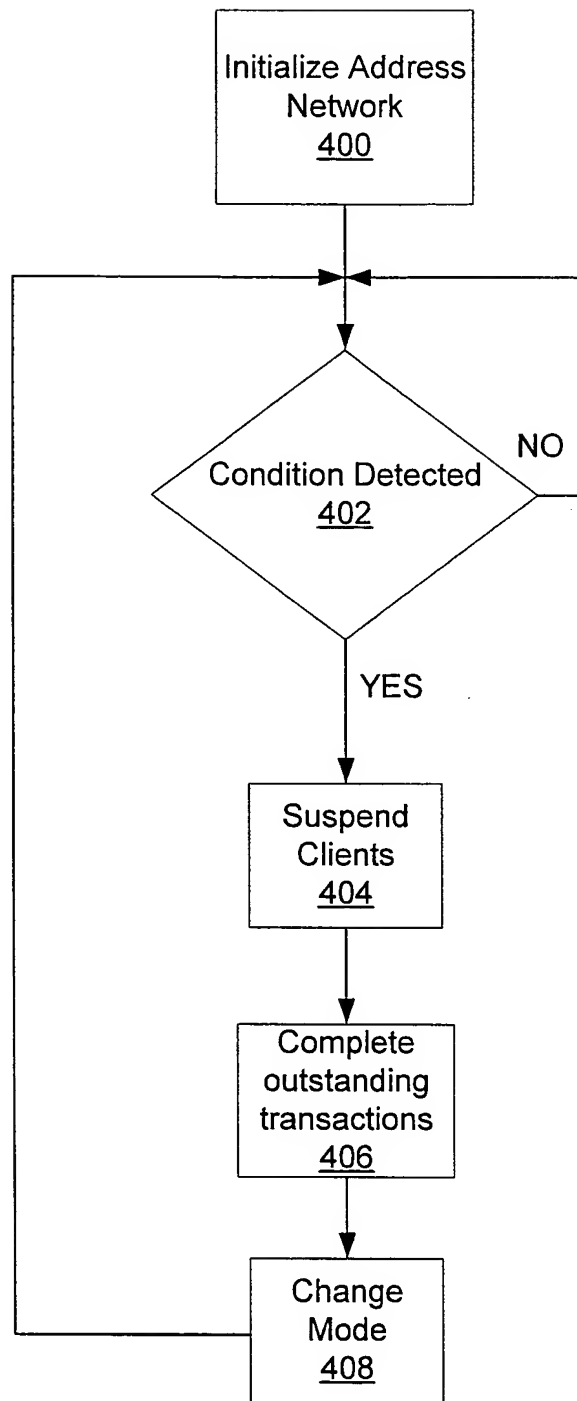 Initialize Address
Network
400
Condition Detected
402
NO
YES
Suspend
Clients
404
Complete
outstanding
transactions
406
Change
Mode
408